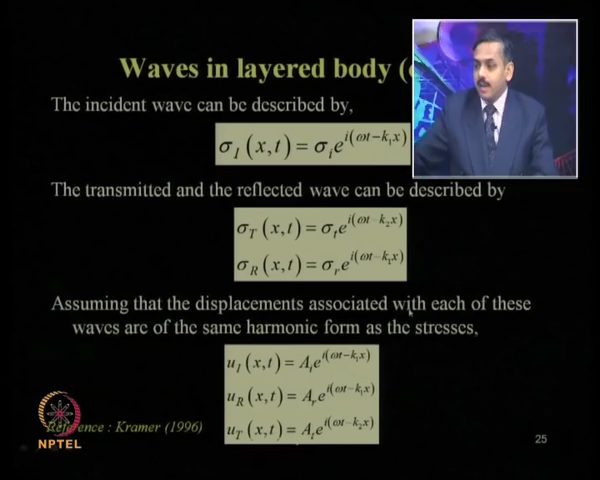 Waves in layered body (c
The incident wave can be described by,
σ_I (x,t) = σ_i e^{i(ωt−k_1x)}
The transmitted and the reflected wave can be described by
σ_T (x,t) = σ_t e^{i(ωt−k_2x)}
σ_R (x,t) = σ_r e^{i(ωt−k_1x)}
Assuming that the displacements associated with each of these
waves are of the same harmonic form as the stresses,
u_I (x,t) = A_i e^{i(ωt−k_1x)}
u_R (x,t) = A_r e^{i(ωt−k_1x)}
u_T (x,t) = A_t e^{i(ωt−k_2x)}
Reference : Kramer (1996)
NPTEL
25